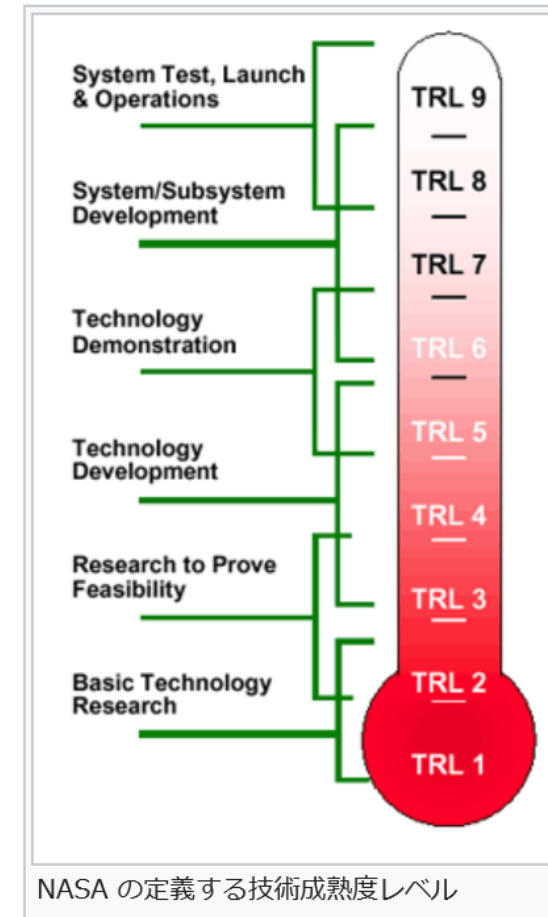 System Test, Launch
& Operations
System/Subsystem
Development
Technology
Demonstration
Technology
Development
Research to Prove
Feasibility
Basic Technology
Research
TRL 9
TRL 8
TRL 7
TRL 6
TRL 5
TRL 4
TRL 3
TRL 2
TRL 1
NASA の定義する技術成熟度レベル